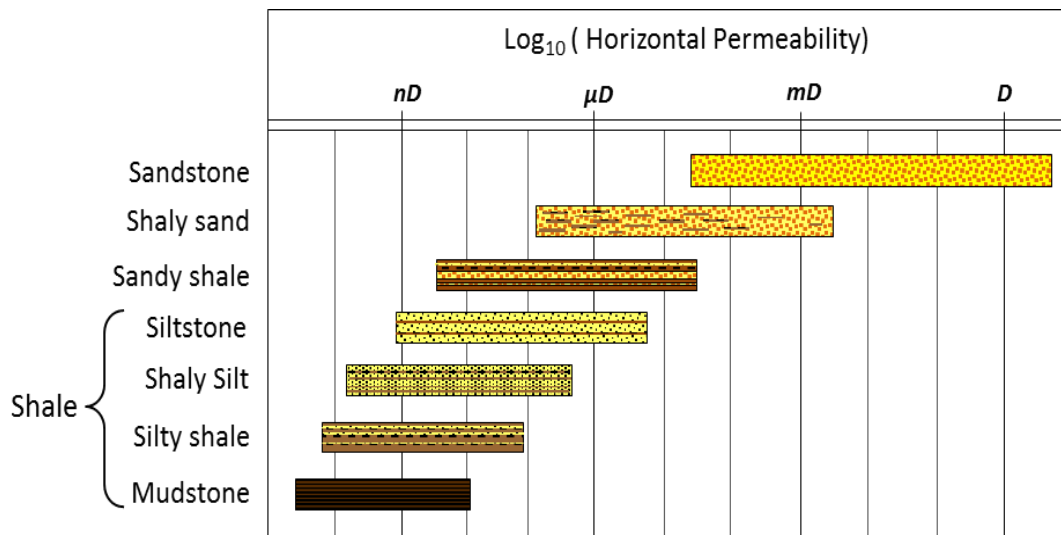 Log10 ( Horizontal Permeability)
nD μD mD D
Sandstone
Shaly sand
Sandy shale
Siltstone
Shaly Silt
Shale
Silty shale
Mudstone